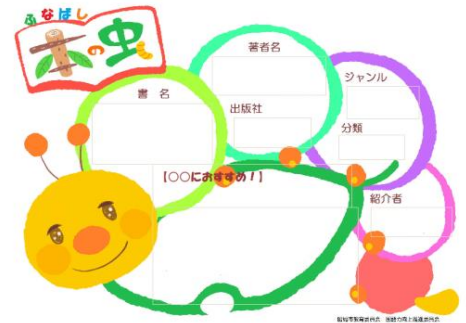 ふなばし
本の虫
書 名
著者名
出版社
ジャンル
分類
【○○におすすめ！】
紹介者